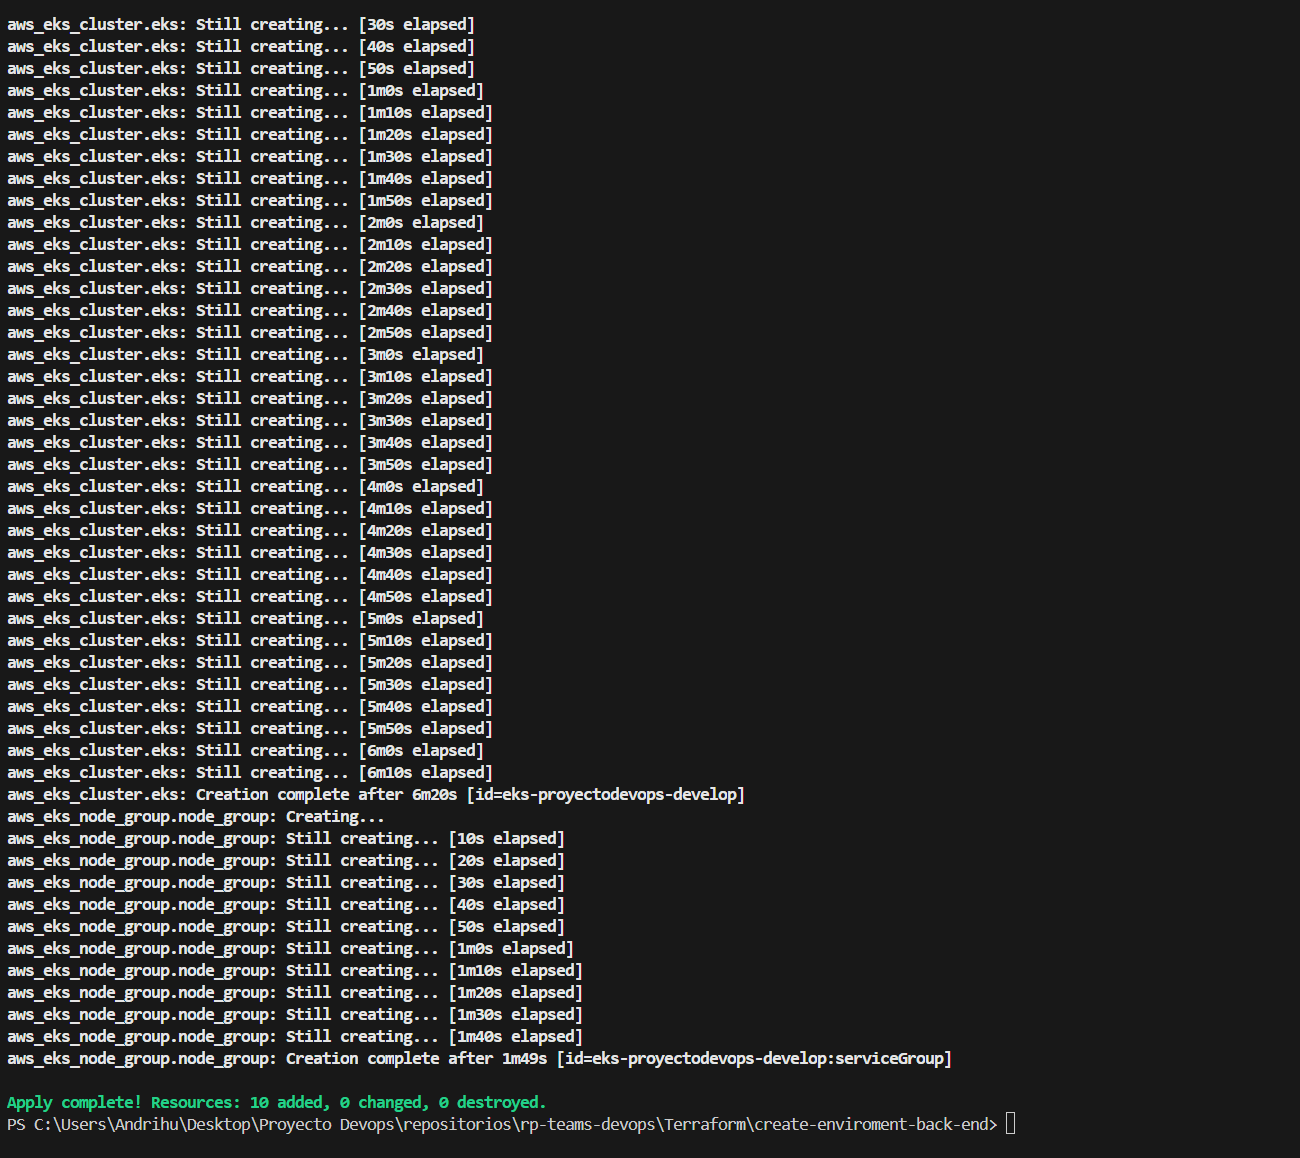 aws_eks_cluster.eks: Still creating... [30s elapsed]
aws_eks_cluster.eks: Still creating... [40s elapsed]
aws_eks_cluster.eks: Still creating... [50s elapsed]
aws_eks_cluster.eks: Still creating... [1m0s elapsed]
aws_eks_cluster.eks: Still creating... [1m10s elapsed]
aws_eks_cluster.eks: Still creating... [1m20s elapsed]
aws_eks_cluster.eks: Still creating... [1m30s elapsed]
aws_eks_cluster.eks: Still creating... [1m40s elapsed]
aws_eks_cluster.eks: Still creating... [1m50s elapsed]
aws_eks_cluster.eks: Still creating... [2m0s elapsed]
aws_eks_cluster.eks: Still creating... [2m10s elapsed]
aws_eks_cluster.eks: Still creating... [2m20s elapsed]
aws_eks_cluster.eks: Still creating... [2m30s elapsed]
aws_eks_cluster.eks: Still creating... [2m40s elapsed]
aws_eks_cluster.eks: Still creating... [2m50s elapsed]
aws_eks_cluster.eks: Still creating... [3m0s elapsed]
aws_eks_cluster.eks: Still creating... [3m10s elapsed]
aws_eks_cluster.eks: Still creating... [3m20s elapsed]
aws_eks_cluster.eks: Still creating... [3m30s elapsed]
aws_eks_cluster.eks: Still creating... [3m40s elapsed]
aws_eks_cluster.eks: Still creating... [3m50s elapsed]
aws_eks_cluster.eks: Still creating... [4m0s elapsed]
aws_eks_cluster.eks: Still creating... [4m10s elapsed]
aws_eks_cluster.eks: Still creating... [4m20s elapsed]
aws_eks_cluster.eks: Still creating... [4m30s elapsed]
aws_eks_cluster.eks: Still creating... [4m40s elapsed]
aws_eks_cluster.eks: Still creating... [4m50s elapsed]
aws_eks_cluster.eks: Still creating... [5m0s elapsed]
aws_eks_cluster.eks: Still creating... [5m10s elapsed]
aws_eks_cluster.eks: Still creating... [5m20s elapsed]
aws_eks_cluster.eks: Still creating... [5m30s elapsed]
aws_eks_cluster.eks: Still creating... [5m40s elapsed]
aws_eks_cluster.eks: Still creating... [5m50s elapsed]
aws_eks_cluster.eks: Still creating... [6m0s elapsed]
aws_eks_cluster.eks: Still creating... [6m10s elapsed]
aws_eks_cluster.eks: Creation complete after 6m20s [id=eks-proyectodevops-develop]
aws_eks_node_group.node_group: Creating...
aws_eks_node_group.node_group: Still creating... [10s elapsed]
aws_eks_node_group.node_group: Still creating... [20s elapsed]
aws_eks_node_group.node_group: Still creating... [30s elapsed]
aws_eks_node_group.node_group: Still creating... [40s elapsed]
aws_eks_node_group.node_group: Still creating... [50s elapsed]
aws_eks_node_group.node_group: Still creating... [1m0s elapsed]
aws_eks_node_group.node_group: Still creating... [1m10s elapsed]
aws_eks_node_group.node_group: Still creating... [1m20s elapsed]
aws_eks_node_group.node_group: Still creating... [1m30s elapsed]
aws_eks_node_group.node_group: Still creating... [1m40s elapsed]
aws_eks_node_group.node_group: Creation complete after 1m49s [id=eks-proyectodevops-develop:serviceGroup]
Apply complete! Resources: 10 added, 0 changed, 0 destroyed.
PS C:\Users\Andrihu\Desktop\Proyecto Devops\repositorios\rp-teams-devops\Terraform\create-enviroment-back-end>